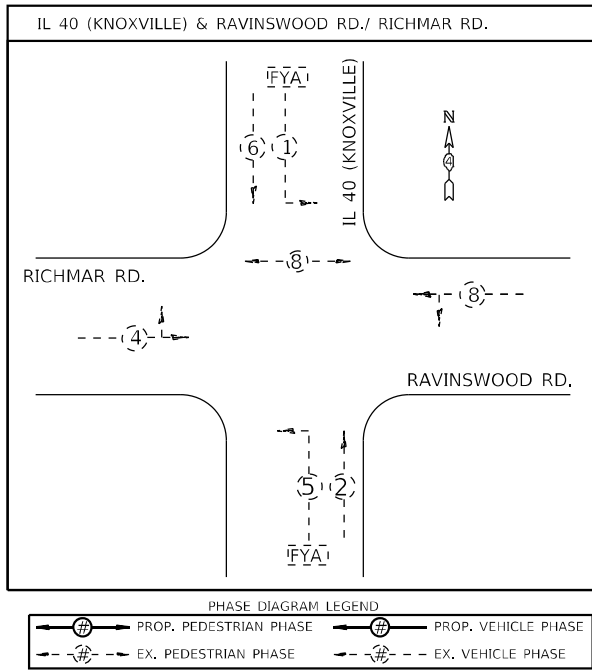 IL 40 (KNOXVILLE) & RAVINSWOOD RD./ RICHMAR RD.
FYA
IL 40 (KNOXVILLE)
N
4
6
1
8
RICHMAR RD.
8
4
RAVINSWOOD RD.
5
2
FYA
PHASE DIAGRAM LEGEND
# PROP. PEDESTRIAN PHASE # PROP. VEHICLE PHASE
# EX. PEDESTRIAN PHASE # EX. VEHICLE PHASE